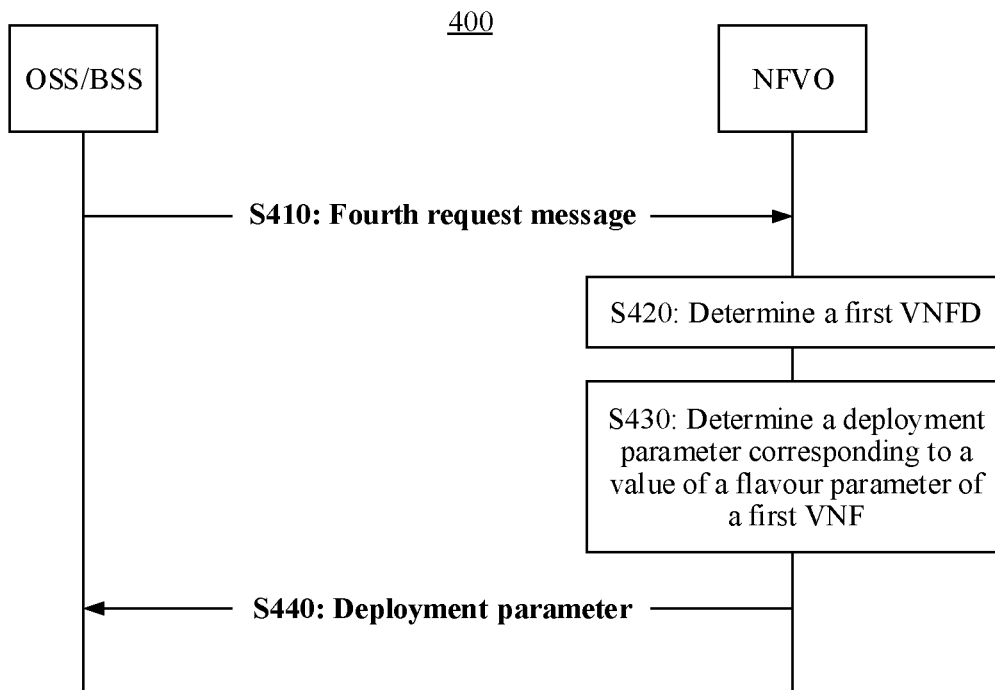 400
OSS/BSS
NFVO
S410: Fourth request message
S420: Determine a first VNFD
S430: Determine a deployment
parameter corresponding to a
value of a flavour parameter of
a first VNF
S440: Deployment parameter